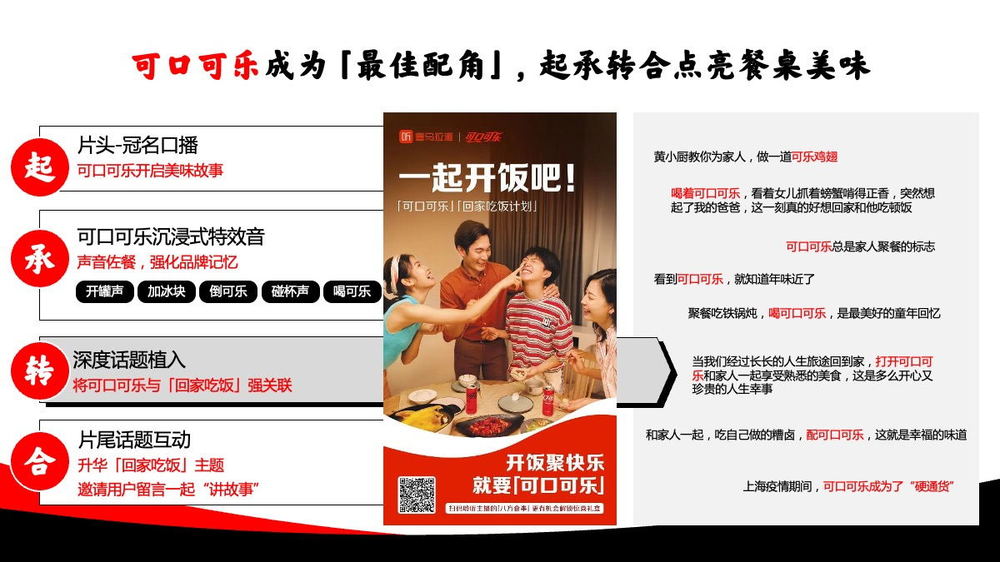 可口可乐成为「最佳配角」，起承转合点亮餐桌美味
起
片头-冠名口播
可口可乐开启美味故事
承
可口可乐沉浸式特效音
声音佐餐，强化品牌记忆
开罐声 加冰块 倒可乐 碰杯声 喝可乐
转
深度话题植入
将可口可乐与「回家吃饭」强关联
合
片尾话题互动
升华「回家吃饭」主题
邀请用户留言一起“讲故事”
听 喜马拉雅 | 可口可乐
一起开饭吧！
「可口可乐」「回家吃饭计划」
开饭聚快乐
就要「可口可乐」
扫码聆听主播的「八方食事」更有机会解锁惊喜礼盒
黄小厨教你为家人，做一道可乐鸡翅
喝着可口可乐，看着女儿抓着螃蟹啃得正香，突然想
起了我的爸爸，这一刻真的好想回家和他吃顿饭
可口可乐总是家人聚餐的标志
看到可口可乐，就知道年味近了
聚餐吃铁锅炖，喝可口可乐，是最美好的童年回忆
当我们经过长长的人生旅途回到家，打开可口可
乐和家人一起享受熟悉的美食，这是多么开心又
珍贵的人生幸事
和家人一起，吃自己做的糟卤，配可口可乐，这就是幸福的味道
上海疫情期间，可口可乐成为了“硬通货”